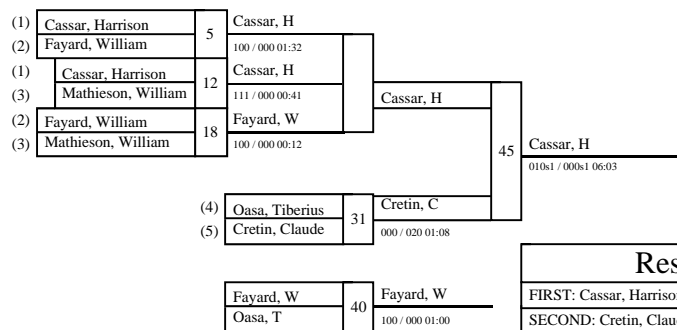 (1) Cassar, Harrison 5 Cassar, H
(2) Fayard, William 100 / 000 01:32
(1) Cassar, Harrison 12 Cassar, H
(3) Mathieson, William 111 / 000 00:41
Cassar, H
(2) Fayard, William 18 Fayard, W
(3) Mathieson, William 100 / 000 00:12
45 Cassar, H
010s1 / 000s1 06:03
(4) Oasa, Tiberius 31 Cretin, C
(5) Cretin, Claude 000 / 020 01:08
Fayard, W 40 Fayard, W
Oasa, T 100 / 000 01:00
Res
FIRST: Cassar, Harrison
SECOND: Cretin, Claud